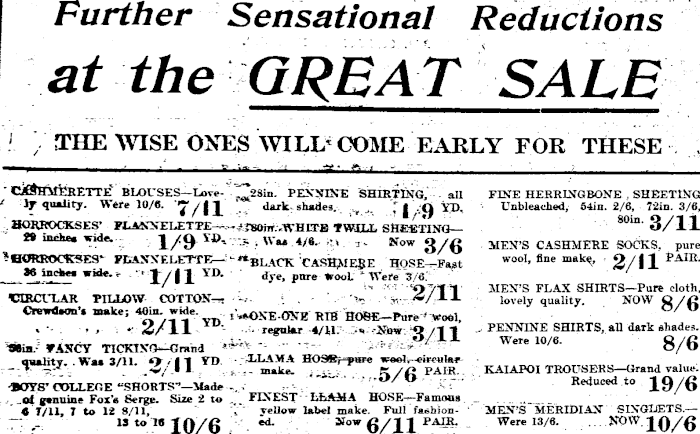 Further Sensational Reductions
at the GREAT SALE
THE WISE ONES WILL COME EARLY FOR THESE
CASHMERETTE BLOUSES—Love-
ly quality. Were 10/6. 7/11
HORROCKSES' FLANNELETTE—
29 inches wide. 1/9 YD.
HORROCKSES' FLANNELETTE—
36 inches wide. 1/11 YD.
CIRCULAR PILLOW COTTON—
Crewdson's make; 40in. wide.
2/11 YD.
56in. FANCY TICKING—Grand
quality. Was 3/11. 2/11 YD.
BOYS' COLLEGE "SHORTS"—Made
of genuine Fox's Serge. Size 2 to
6 7/11, 7 to 12 8/11,
13 to 16 10/6
28in. PENNINE SHIRTING, all
dark shades. 1/9 YD.
80in. WHITE TWILL SHEETING—
Was 4/6. Now 3/6
BLACK CASHMERE HOSE—Fast
dye, pure wool. Were 3/6.
2/11
ONE-ONE RIB HOSE—Pure wool,
regular 4/11. Now 3/11
LLAMA HOSE, pure wool, circular
make. 5/6 PAIR.
FINEST LLAMA HOSE—Famous
yellow label make. Full fashion-
ed. Now 6/11 PAIR.
FINE HERRINGBONE SHEETING
Unbleached, 54in. 2/6, 72in. 3/6,
80in. 3/11
MEN'S CASHMERE SOCKS, pure
wool, fine make, 2/11 PAIR.
MEN'S FLAX SHIRTS—Pure cloth,
lovely quality. NOW 8/6
PENNINE SHIRTS, all dark shades.
Were 10/6. 8/6
KAIAPOI TROUSERS—Grand value.
Reduced to 19/6
MEN'S MERIDIAN SINGLETS.—
Were 13/6. NOW 10/6